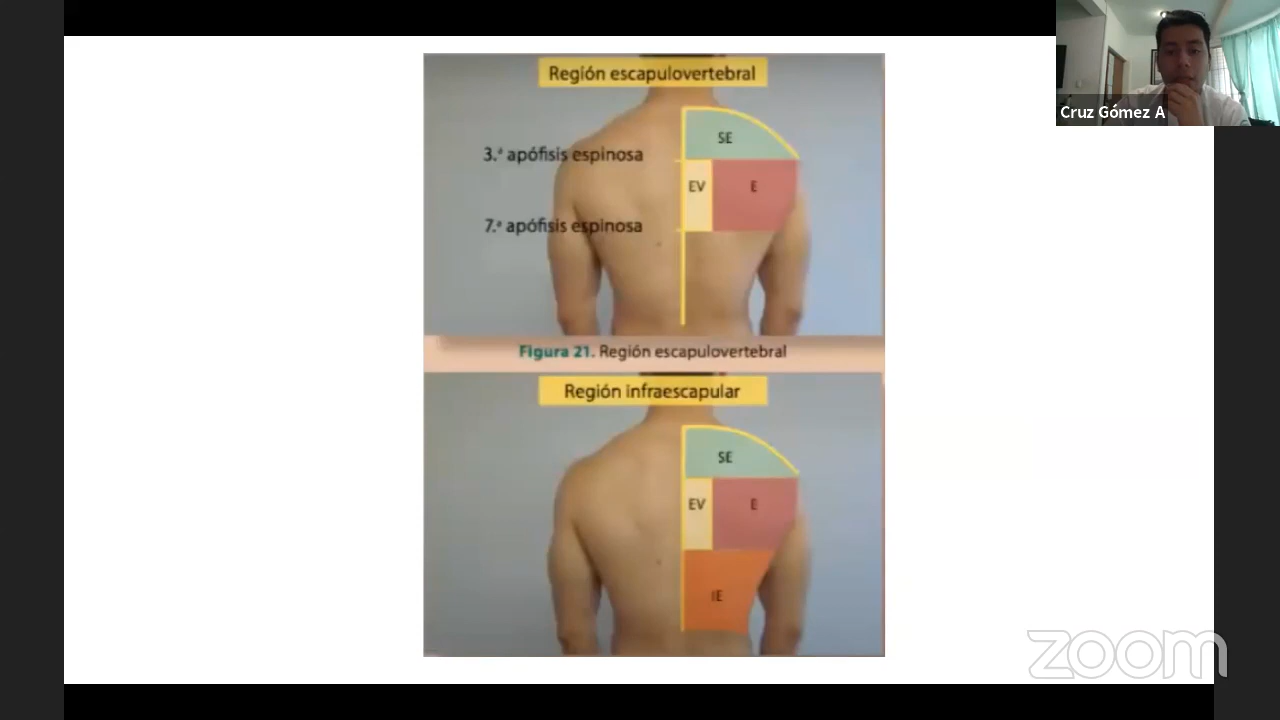 Región escapulovertebral
SE
3.ª apófisis espinosa
EV
E
7.ª apófisis espinosa
Figura 21. Región escapulovertebral
Región infraescapular
SE
EV
E
IE
Cruz Gómez A
zoom